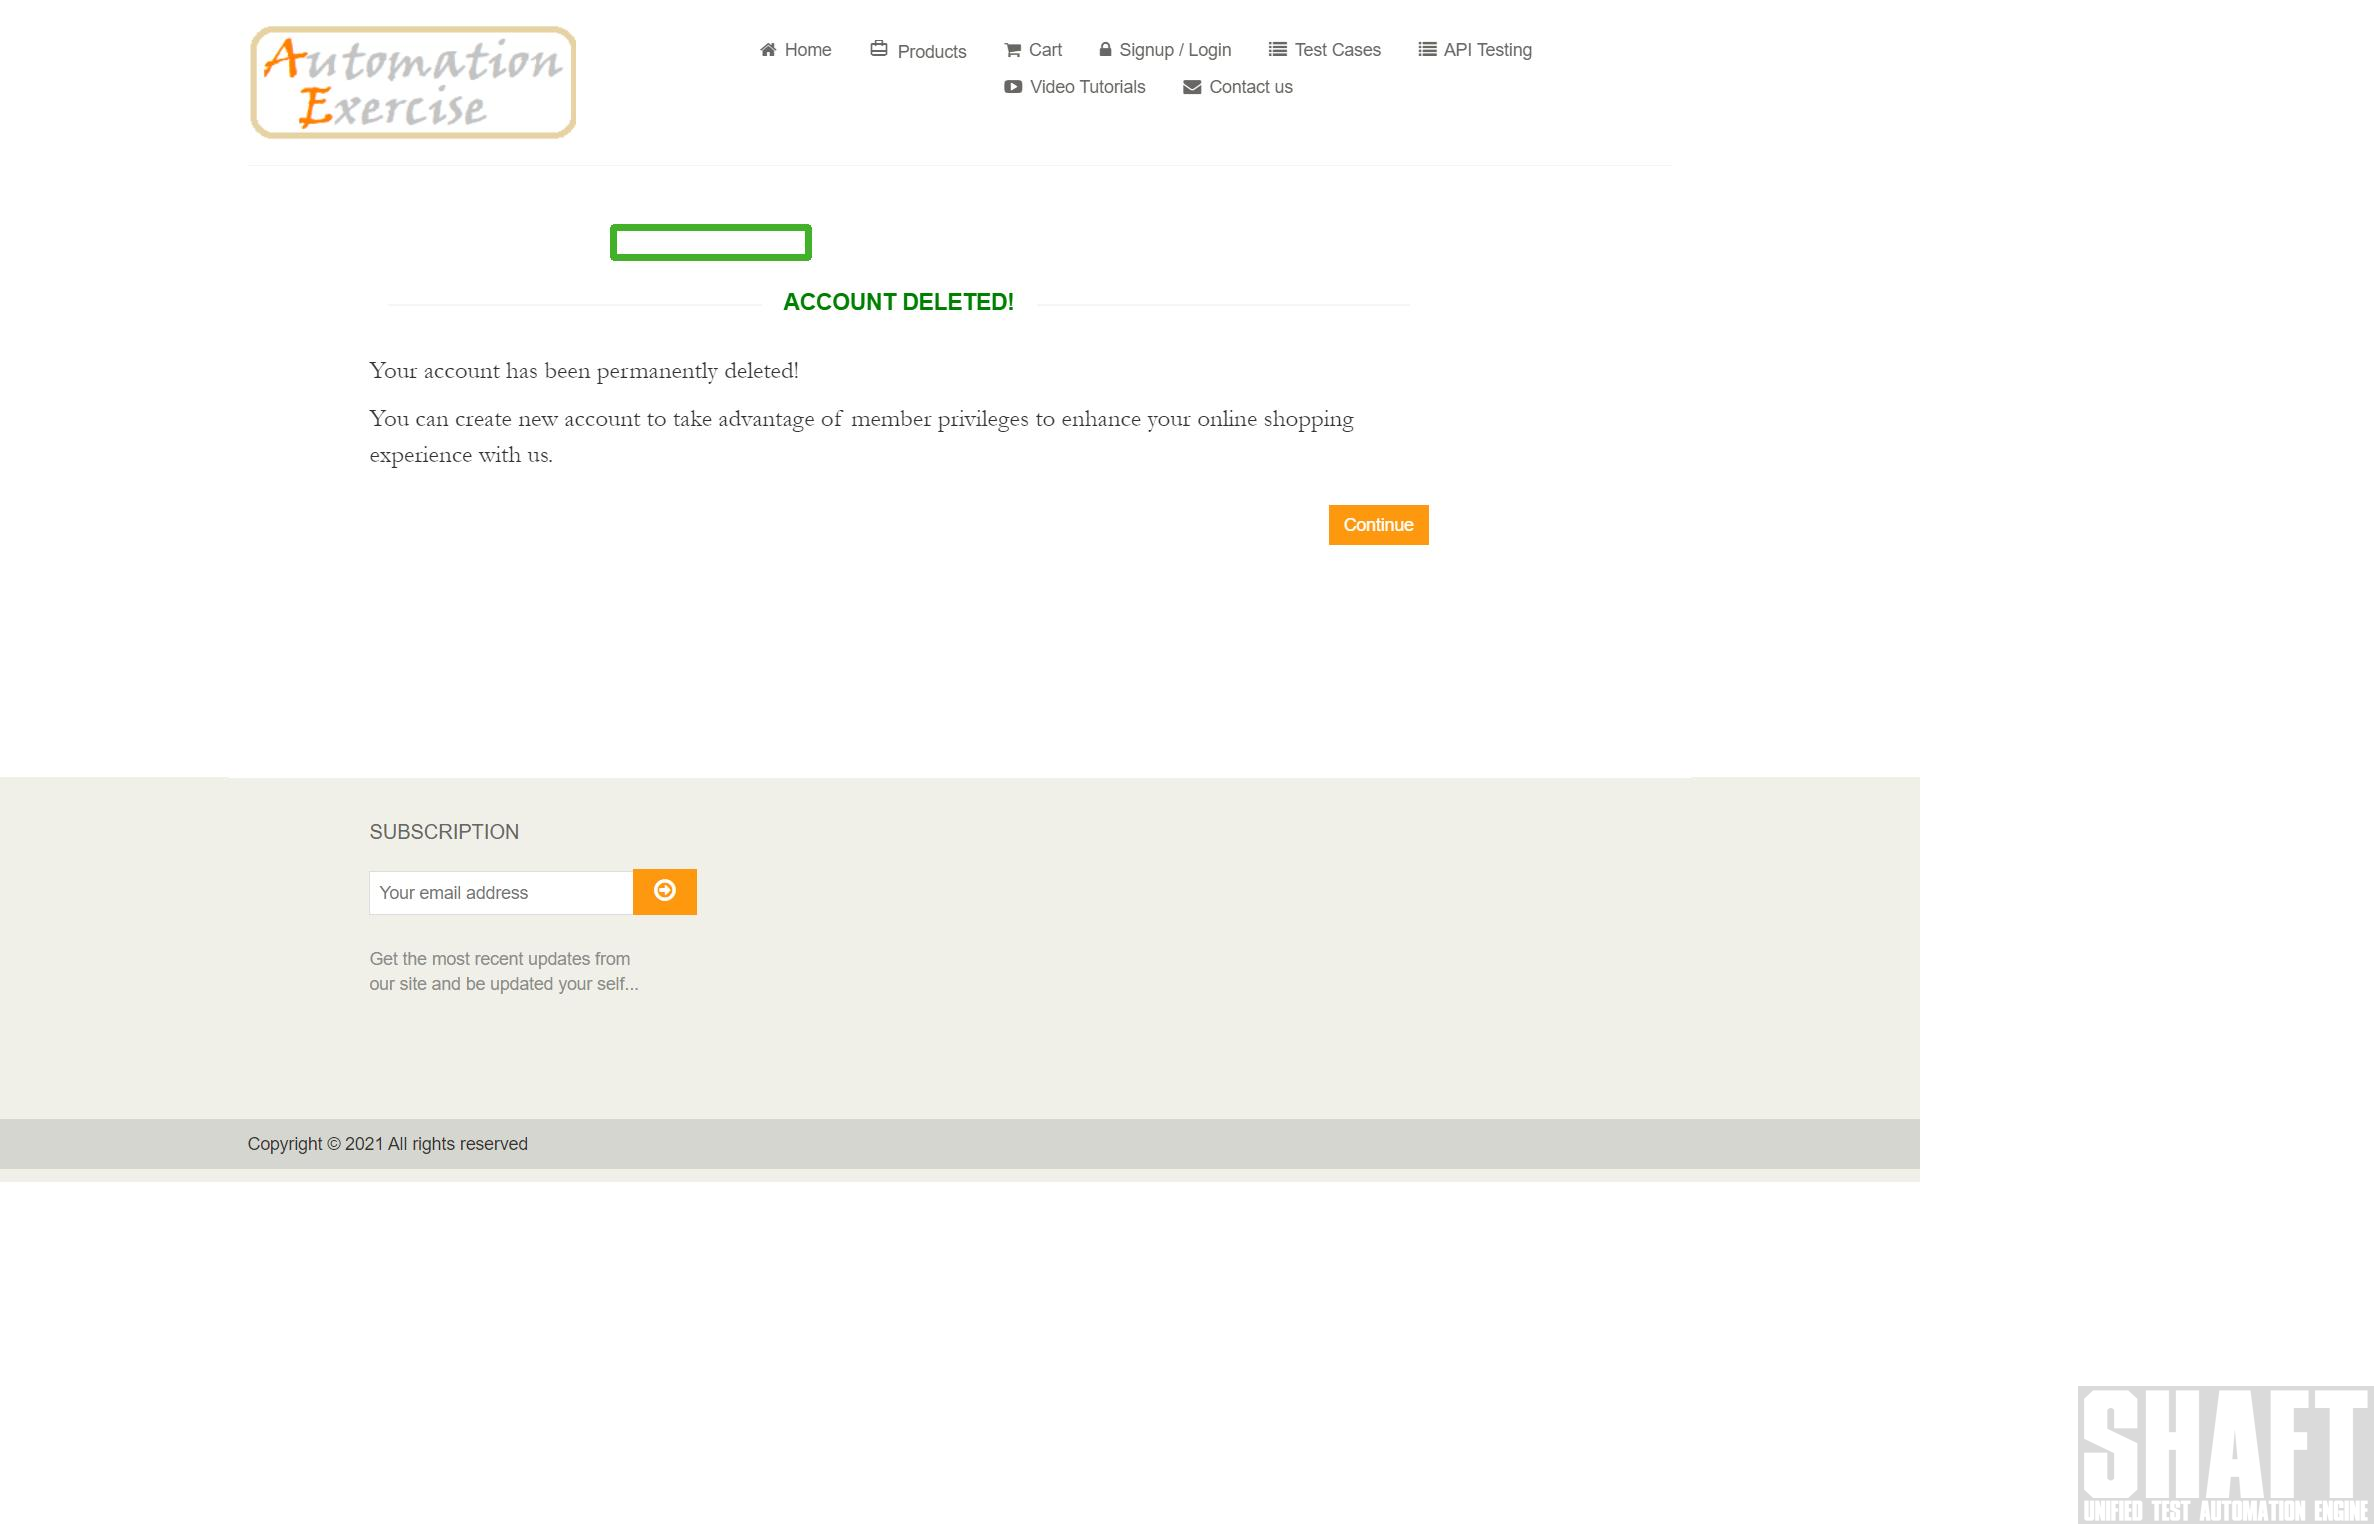 Automation
Exercise
Home Products Cart Signup / Login Test Cases API Testing
Video Tutorials Contact us
ACCOUNT DELETED!
Your account has been permanently deleted!
You can create new account to take advantage of member privileges to enhance your online shopping
experience with us.
Continue
SUBSCRIPTION
Your email address
Get the most recent updates from
our site and be updated your self...
Copyright © 2021 All rights reserved
SHAFT
UNIFIED TEST AUTOMATION ENGINE